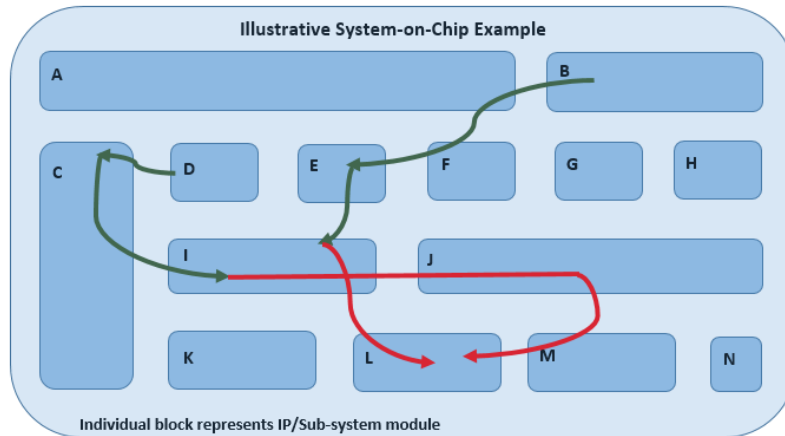 Illustrative System-on-Chip Example
A
B
C
D
E
F
G
H
I
J
K
L
M
N
Individual block represents IP/Sub-system module